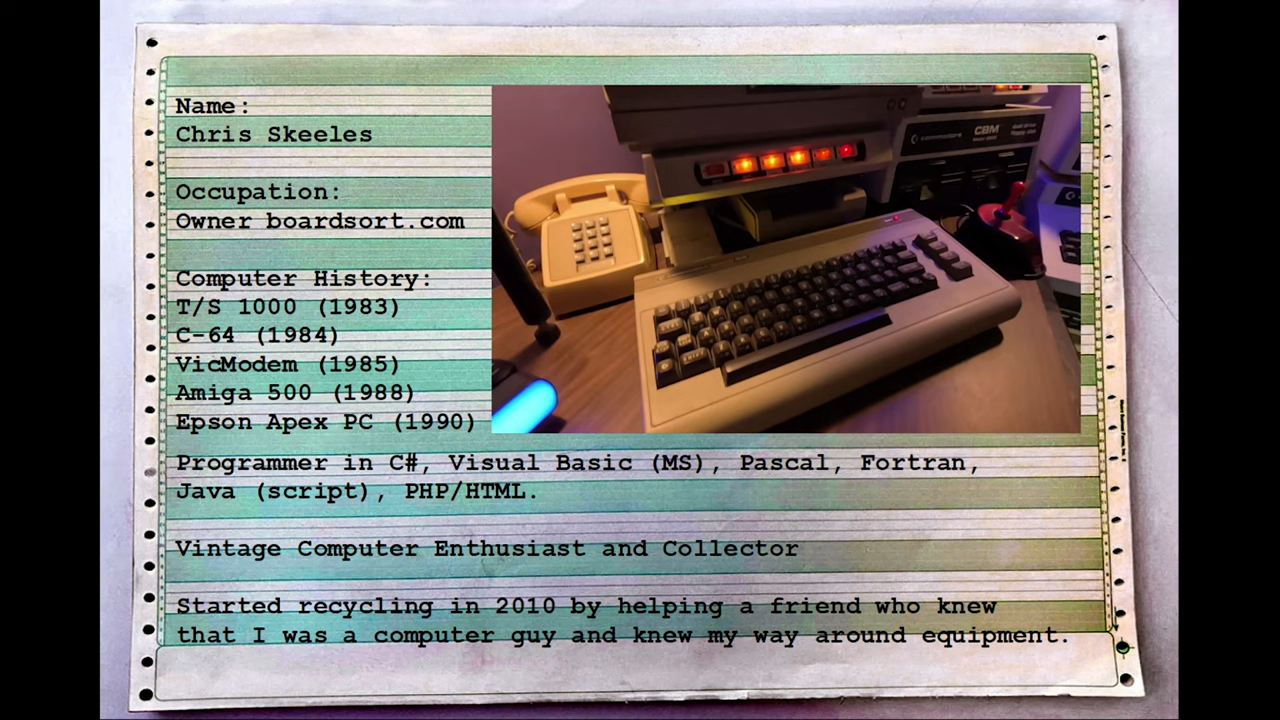 Name:
Chris Skeeles
Occupation:
Owner boardsort.com
Computer History:
T/S 1000 (1983)
C-64 (1984)
VicModem (1985)
Amiga 500 (1988)
Epson Apex PC (1990)
commodore CBM
Programmer in C#, Visual Basic (MS), Pascal, Fortran,
Java (script), PHP/HTML.
Vintage Computer Enthusiast and Collector
Started recycling in 2010 by helping a friend who knew
that I was a computer guy and knew my way around equipment.